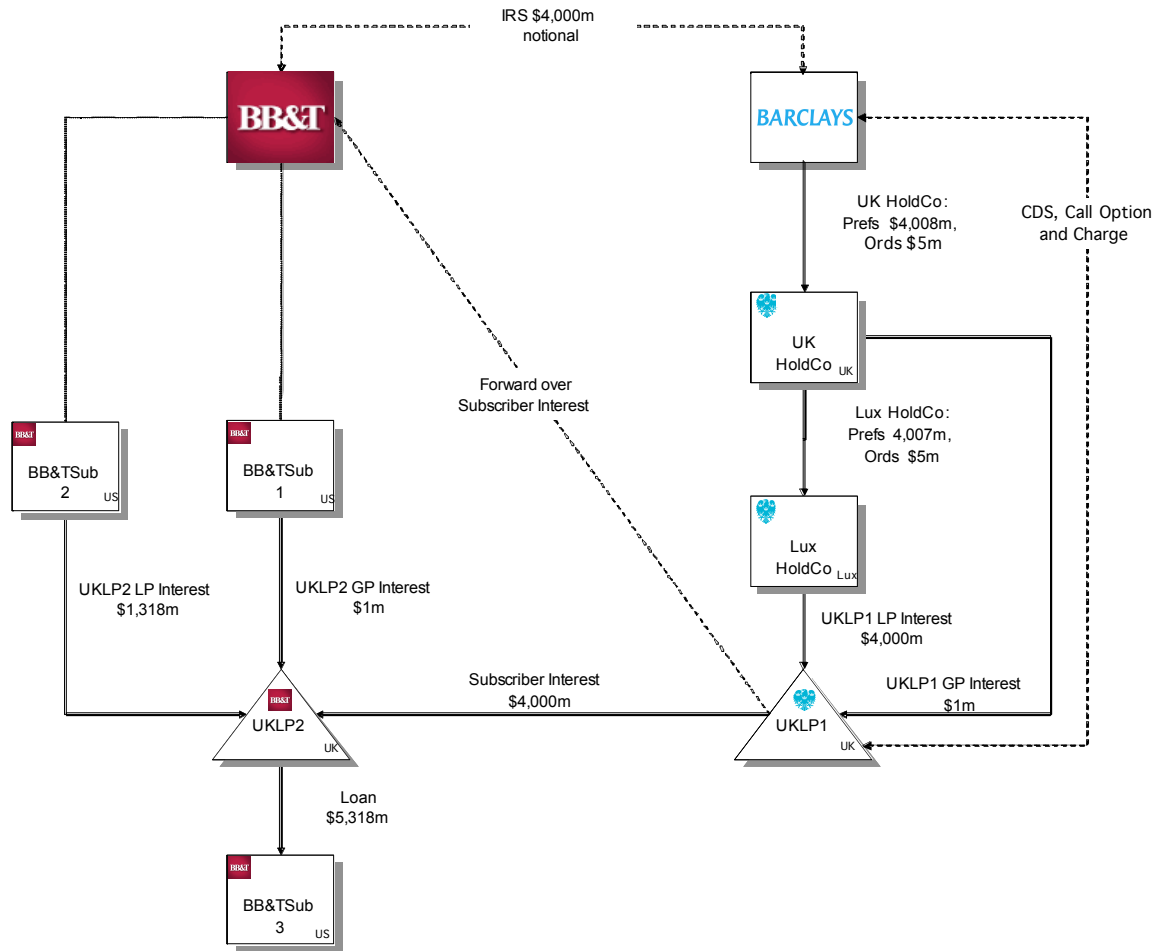 IRS $4,000m
notional
BB&T
BARCLAYS
UK HoldCo:
Prefs $4,008m,
Ords $5m
CDS, Call Option
and Charge
UK
HoldCo
UK
Forward over
Subscriber Interest
Lux HoldCo:
Prefs 4,007m,
Ords $5m
BB&T
BB&TSub
2
US
BB&T
BB&TSub
1
US
Lux
HoldCo
Lux
UKLP2 LP Interest
$1,318m
UKLP2 GP Interest
$1m
UKLP1 LP Interest
$4,000m
Subscriber Interest
$4,000m
UKLP1 GP Interest
$1m
BB&T
UKLP2
UK
UKLP1
UK
Loan
$5,318m
BB&T
BB&TSub
3
US